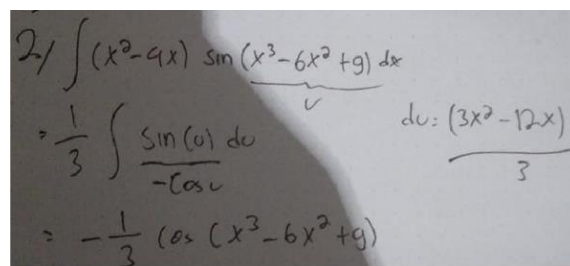 2/ ∫ (x²-4x) sin (x³-6x²+9) dx
u
du: (3x²-12x)
3
= 1/3 ∫ sin(u) du
-cos u
= -1/3 cos (x³-6x²+9)